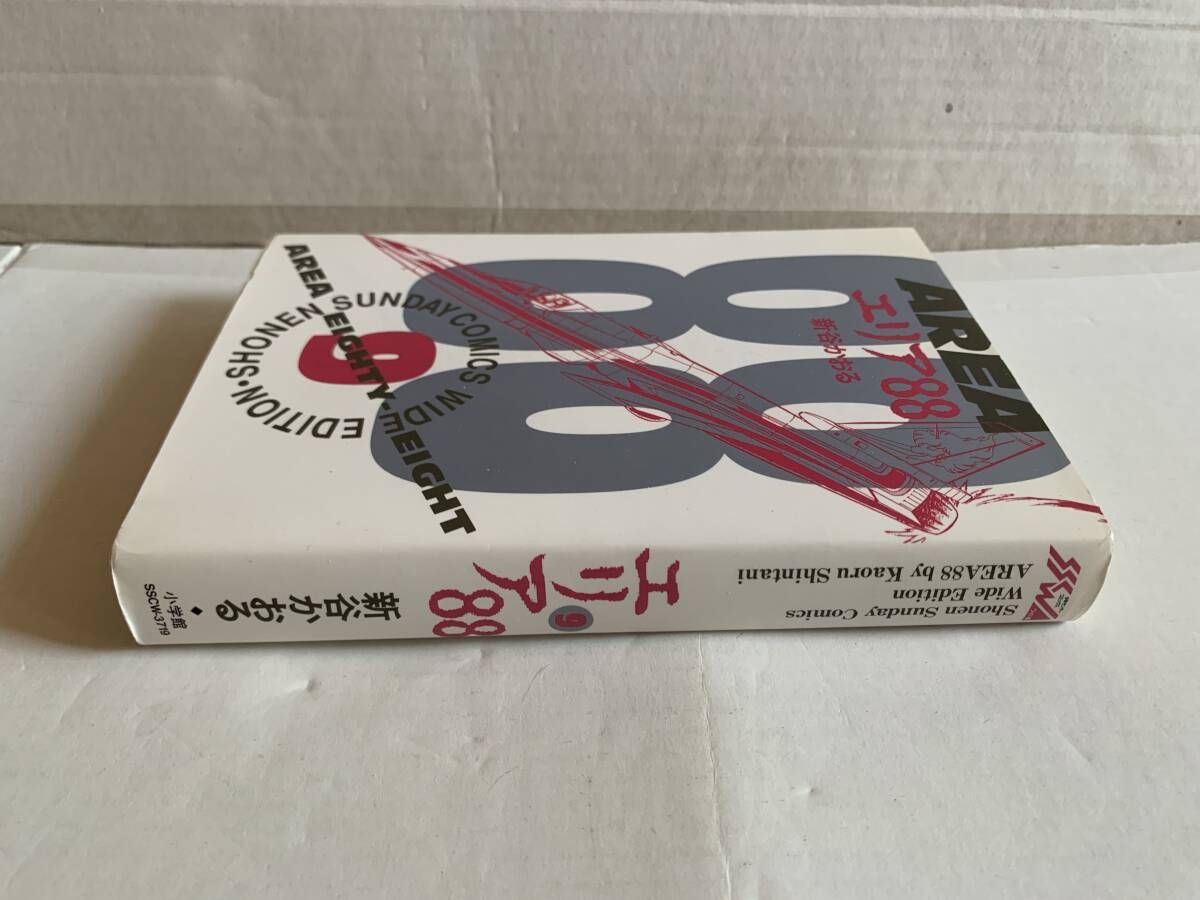 AREA
88
エリア88
新谷かおる
SHONEN SUNDAY COMICS WIDE EDITION•
AREA EIGHTY-EIGHT
9
SSWA
Shonen Sunday Comics
Wide Edition
AREA88 by Kaoru Shintani
エリア88
9
新谷かおる
小学館
◆
SSCW-3719